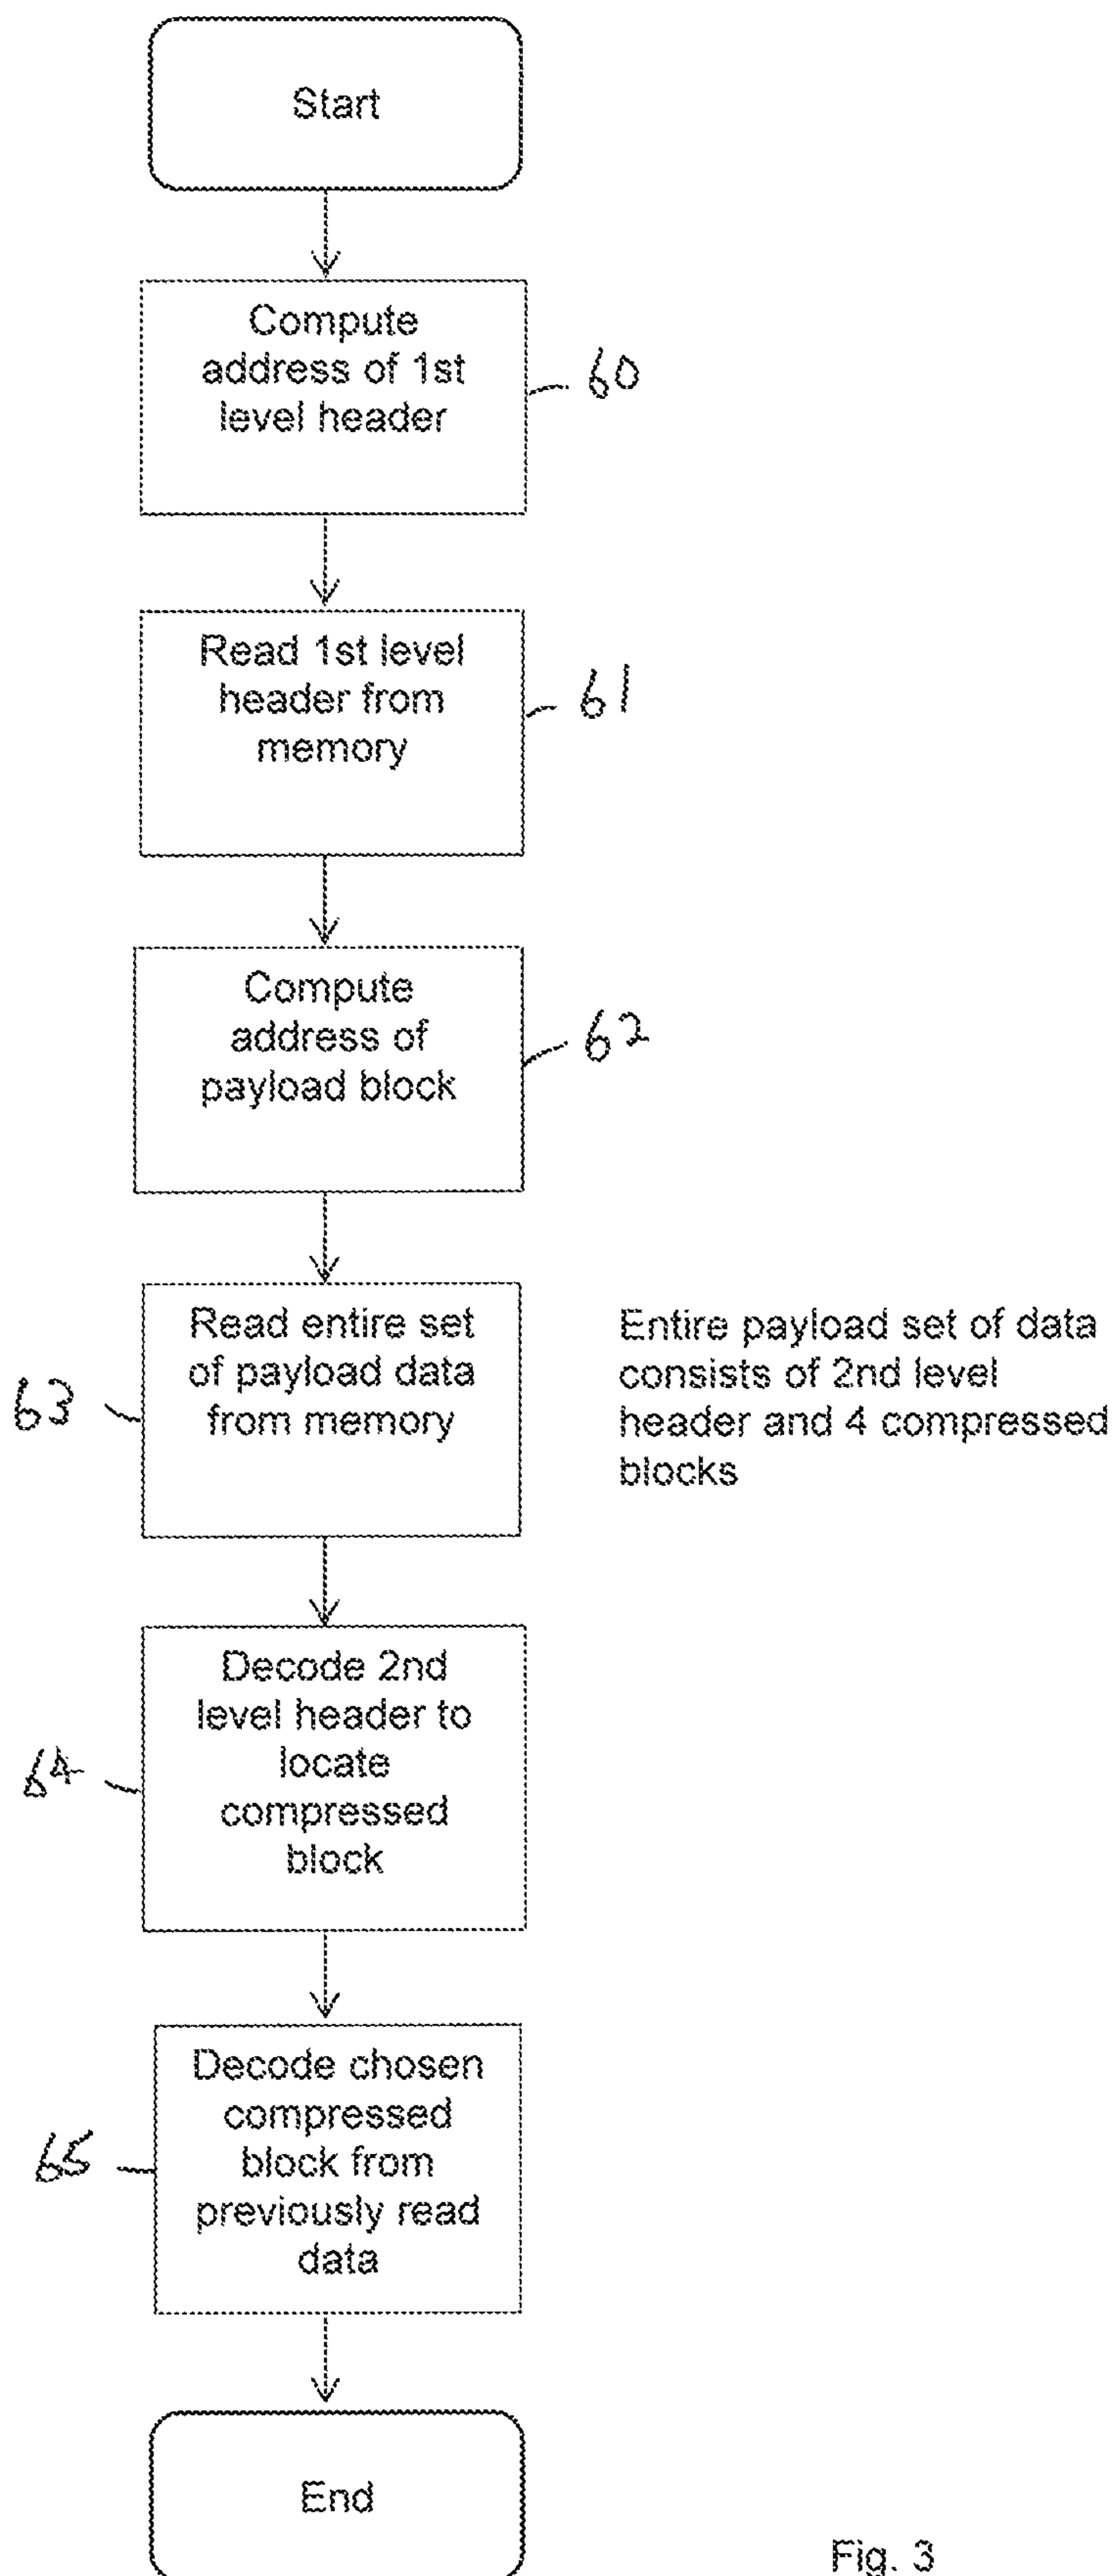 Start
Compute
address of 1st
level header
60
Read 1st level
header from
memory
61
Compute
address of
payload block
62
Read entire set
of payload data
from memory
63
Entire payload set of data
consists of 2nd level
header and 4 compressed
blocks
Decode 2nd
level header to
locate
compressed
block
64
Decode chosen
compressed
block from
previously read
data
65
End
Fig. 3